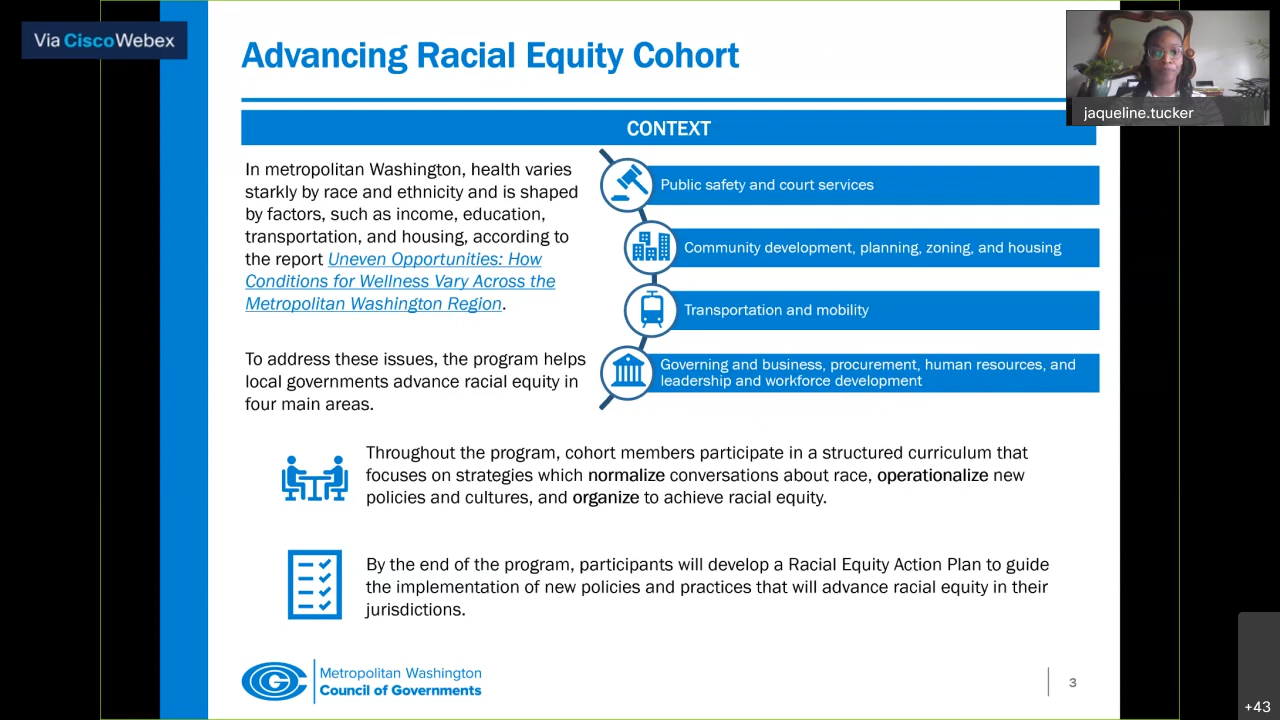 Via CiscoWebex
Advancing Racial Equity Cohort
jaqueline.tucker
CONTEXT
In metropolitan Washington, health varies
starkly by race and ethnicity and is shaped
by factors, such as income, education,
transportation, and housing, according to
the report Uneven Opportunities: How
Conditions for Wellness Vary Across the
Metropolitan Washington Region.
To address these issues, the program helps
local governments advance racial equity in
four main areas.
Public safety and court services
Community development, planning, zoning, and housing
Transportation and mobility
Governing and business, procurement, human resources, and
leadership and workforce development
Throughout the program, cohort members participate in a structured curriculum that
focuses on strategies which normalize conversations about race, operationalize new
policies and cultures, and organize to achieve racial equity.
By the end of the program, participants will develop a Racial Equity Action Plan to guide
the implementation of new policies and practices that will advance racial equity in their
jurisdictions.
Metropolitan Washington
Council of Governments
3
+43